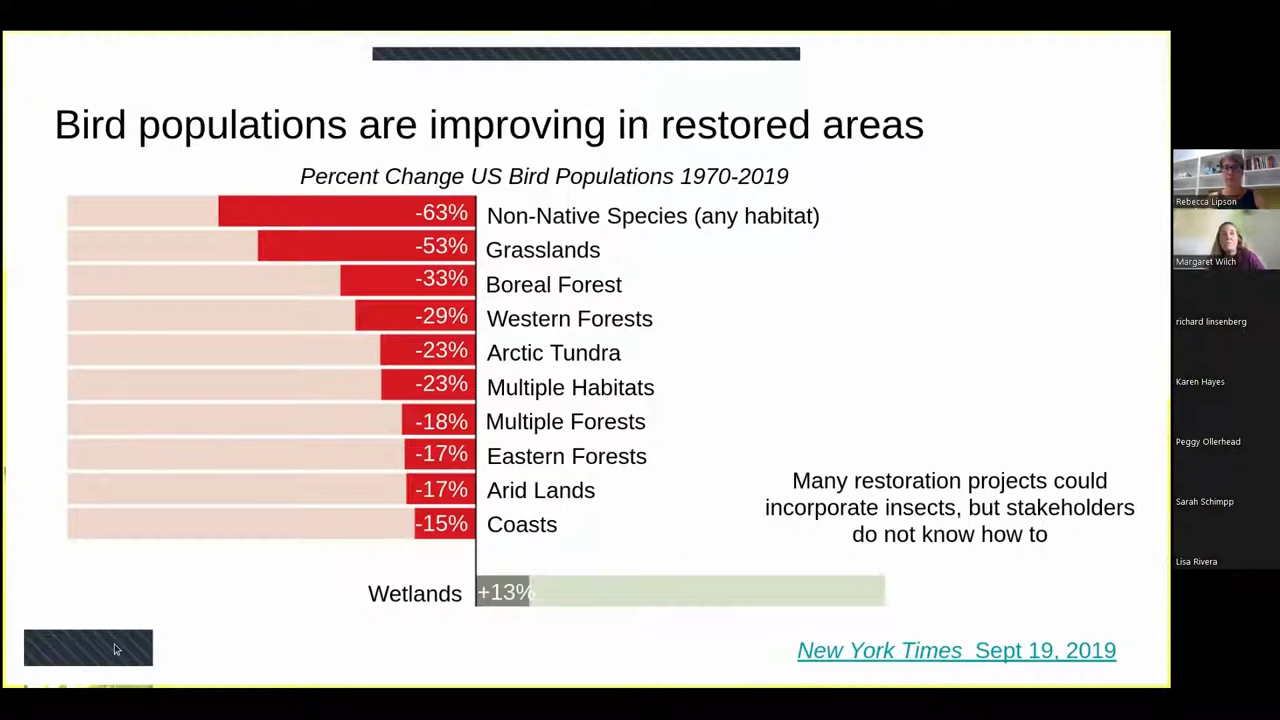 Bird populations are improving in restored areas
Percent Change US Bird Populations 1970-2019
-63% Non-Native Species (any habitat)
-53% Grasslands
-33% Boreal Forest
-29% Western Forests
-23% Arctic Tundra
-23% Multiple Habitats
-18% Multiple Forests
-17% Eastern Forests
-17% Arid Lands
-15% Coasts
Wetlands +13%
Many restoration projects could
incorporate insects, but stakeholders
do not know how to
New York Times Sept 19, 2019
Rebecca Lipson
Margaret Wilch
richard linsenberg
Karen Hayes
Peggy Ollerhead
Sarah Schimpp
Lisa Rivera